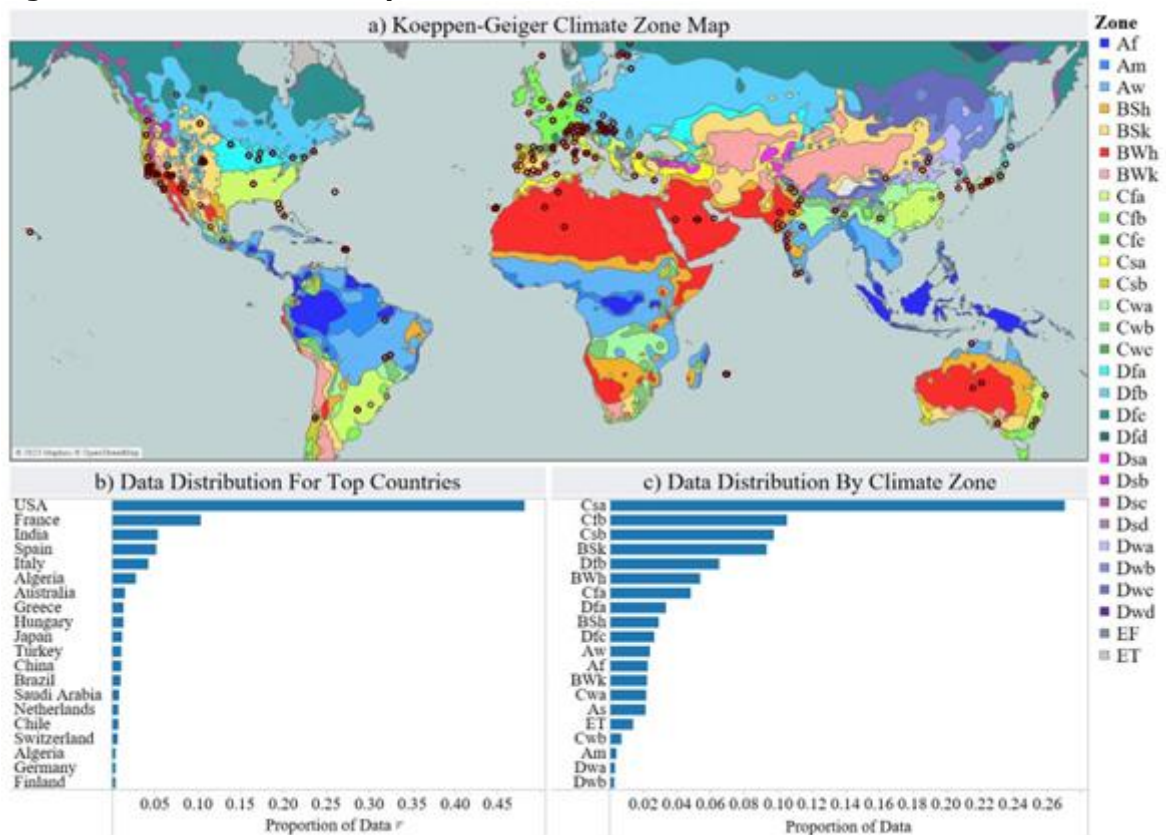 a) Koeppen-Geiger Climate Zone Map
Zone
Af
Am
Aw
BSh
BSk
BWh
BWk
Cfa
Cfb
Cfc
Csa
Csb
Cwa
Cwb
Cwc
Dfa
Dfb
Dfc
Dfd
Dsa
Dsb
Dsc
Dsd
Dwa
Dwb
Dwc
Dwd
EF
ET
© 2023 Mapbox © OpenStreetMap
b) Data Distribution For Top Countries
USA
France
India
Spain
Italy
Algeria
Australia
Greece
Hungary
Japan
Turkey
China
Brazil
Saudi Arabia
Netherlands
Chile
Switzerland
Algeria
Germany
Finland
0.05 0.10 0.15 0.20 0.25 0.30 0.35 0.40 0.45
Proportion of Data
c) Data Distribution By Climate Zone
Csa
Cfb
Csb
BSk
Dfb
BWh
Cfa
Dfa
BSh
Dfc
Aw
Af
BWk
Cwa
As
ET
Cwb
Am
Dwa
Dwb
0.02 0.04 0.06 0.08 0.10 0.12 0.14 0.16 0.18 0.20 0.22 0.24 0.26
Proportion of Data